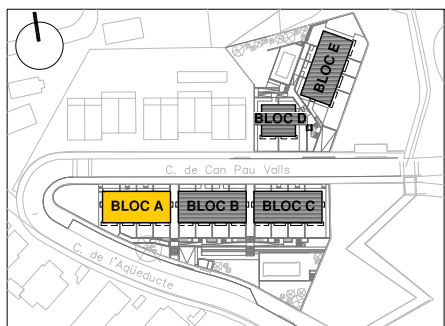 BLOC E
BLOC D
C. de Can Pau Valls
BLOC A
BLOC B
BLOC C
C. de l'Aqüeducte